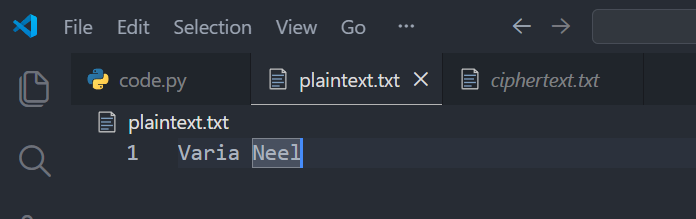 File Edit Selection View Go ···
code.py plaintext.txt ciphertext.txt
plaintext.txt
1 Varia Neel